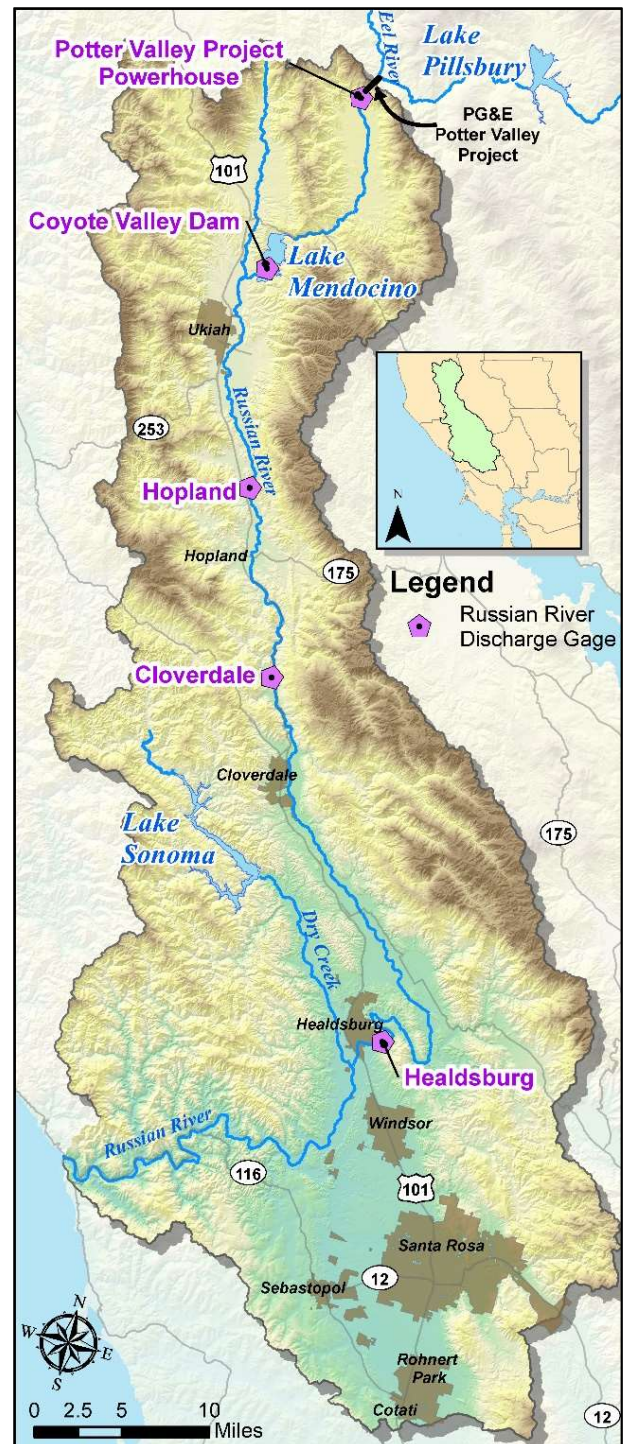 Eel River
Lake
Pillsbury
Potter Valley Project
Powerhouse
PG&E
Potter Valley
Project
101
Coyote Valley Dam
Lake
Mendocino
Ukiah
253
Russian River
Hopland
Hopland
175
N
Legend
Russian River
Discharge Gage
Cloverdale
Cloverdale
Lake
Sonoma
175
Dry Creek
Healdsburg
Healdsburg
Windsor
Russian River
116
101
Santa Rosa
Sebastopol
12
Rohnert
Park
Cotati
N
W
E
S
0 2.5 5 10
Miles
12